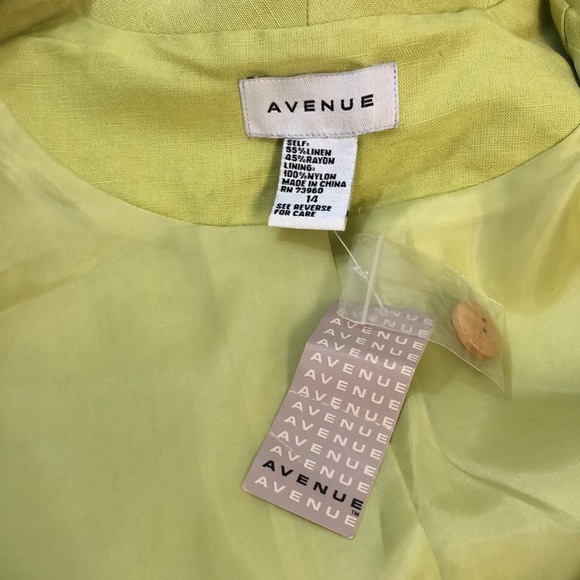 AVENUE
SELF:
55%LINEN
45%RAYON
LINING:
100%NYLON
MADE IN CHINA
RN 73960
14
SEE REVERSE
FOR CARE
AVENUE
AVENUE
AVENUE
AVENUE
AVENUE
AVENUE
AVENUE
AVENUE
AVENUE
AVENUE
AVENUE™